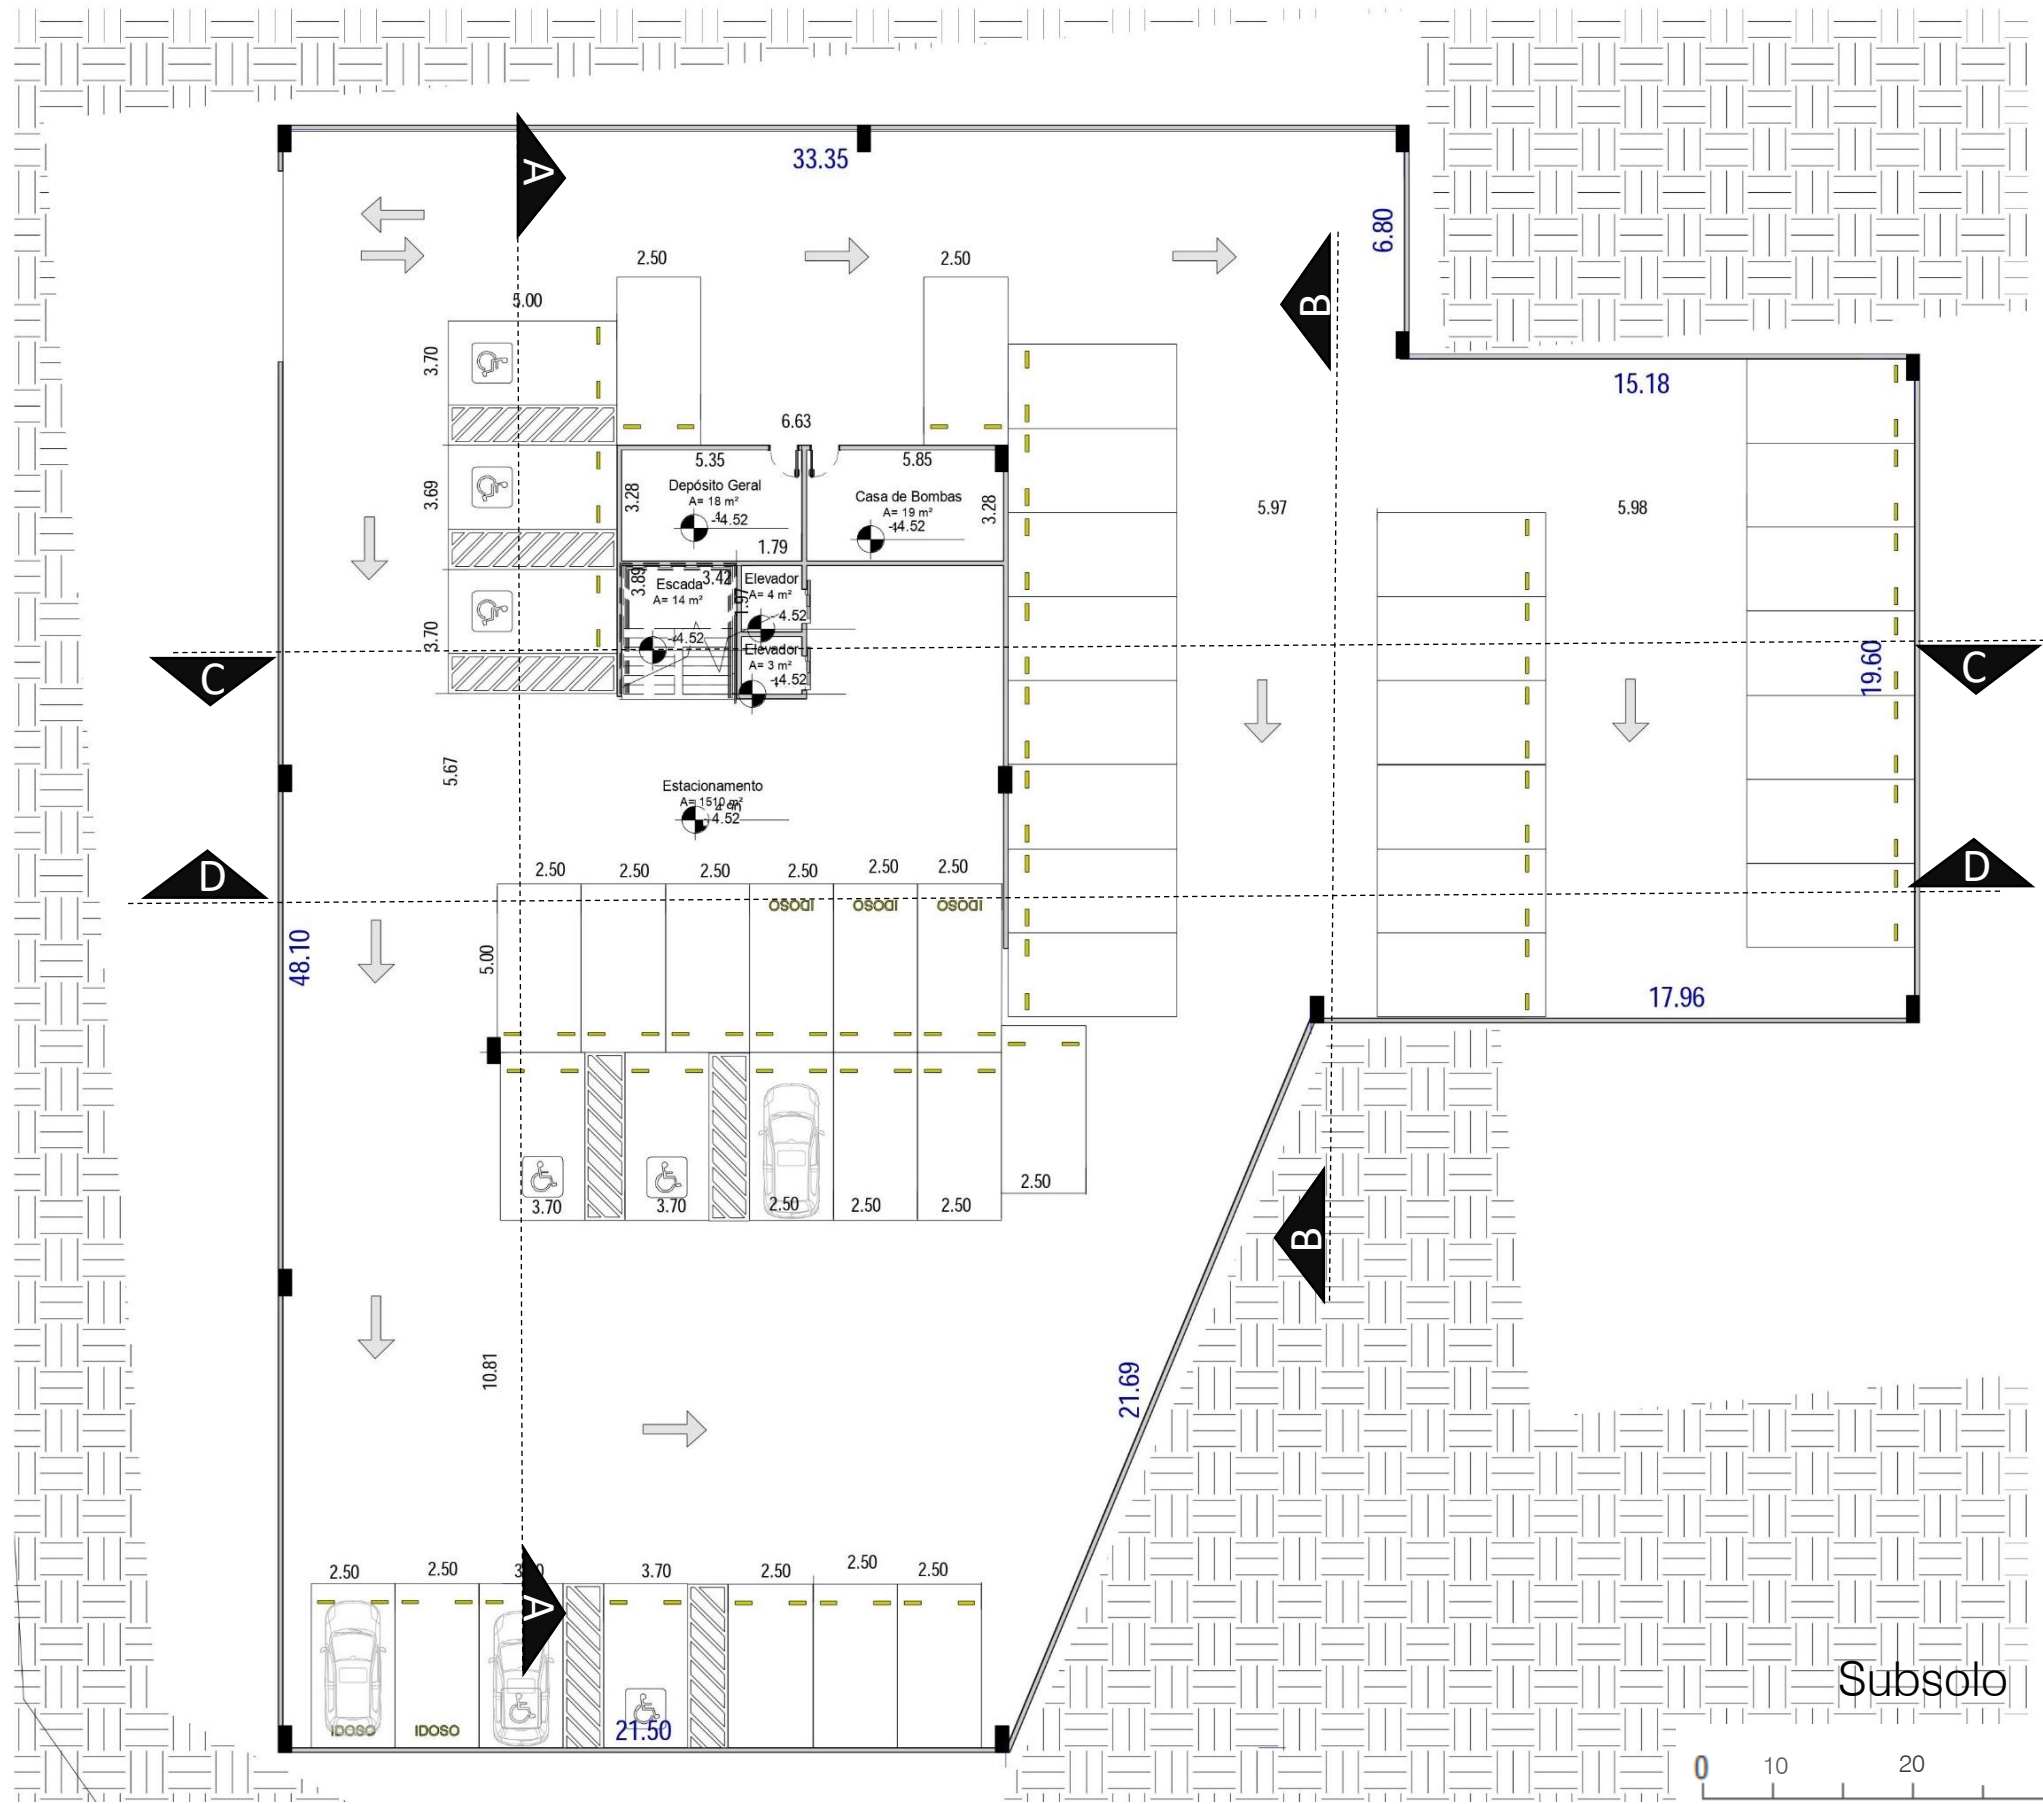 33.35
A
6.80
B
2.50
2.50
5.00
3.70
15.18
6.63
5.35
5.85
3.28
Depósito Geral
A= 18 m²
-4.52
Casa de Bombas
A= 19 m²
-4.52
3.28
3.69
5.97
5.98
1.79
3.89
Escada
A= 14 m²
3.42
-4.52
Elevador
A= 4 m²
1.97
-4.52
3.70
Elevador
A= 3 m²
-4.52
C
19.60
C
5.67
Estacionamento
A= 1510 m²
-4.52
2.50
2.50
2.50
2.50
2.50
2.50
D
IDOSO
IDOSO
IDOSO
D
48.10
5.00
17.96
3.70
3.70
2.50
2.50
2.50
2.50
B
10.81
21.69
2.50
2.50
3.70
2.50
2.50
2.50
A
IDOSO
IDOSO
21.50
Subsolo
0
10
20